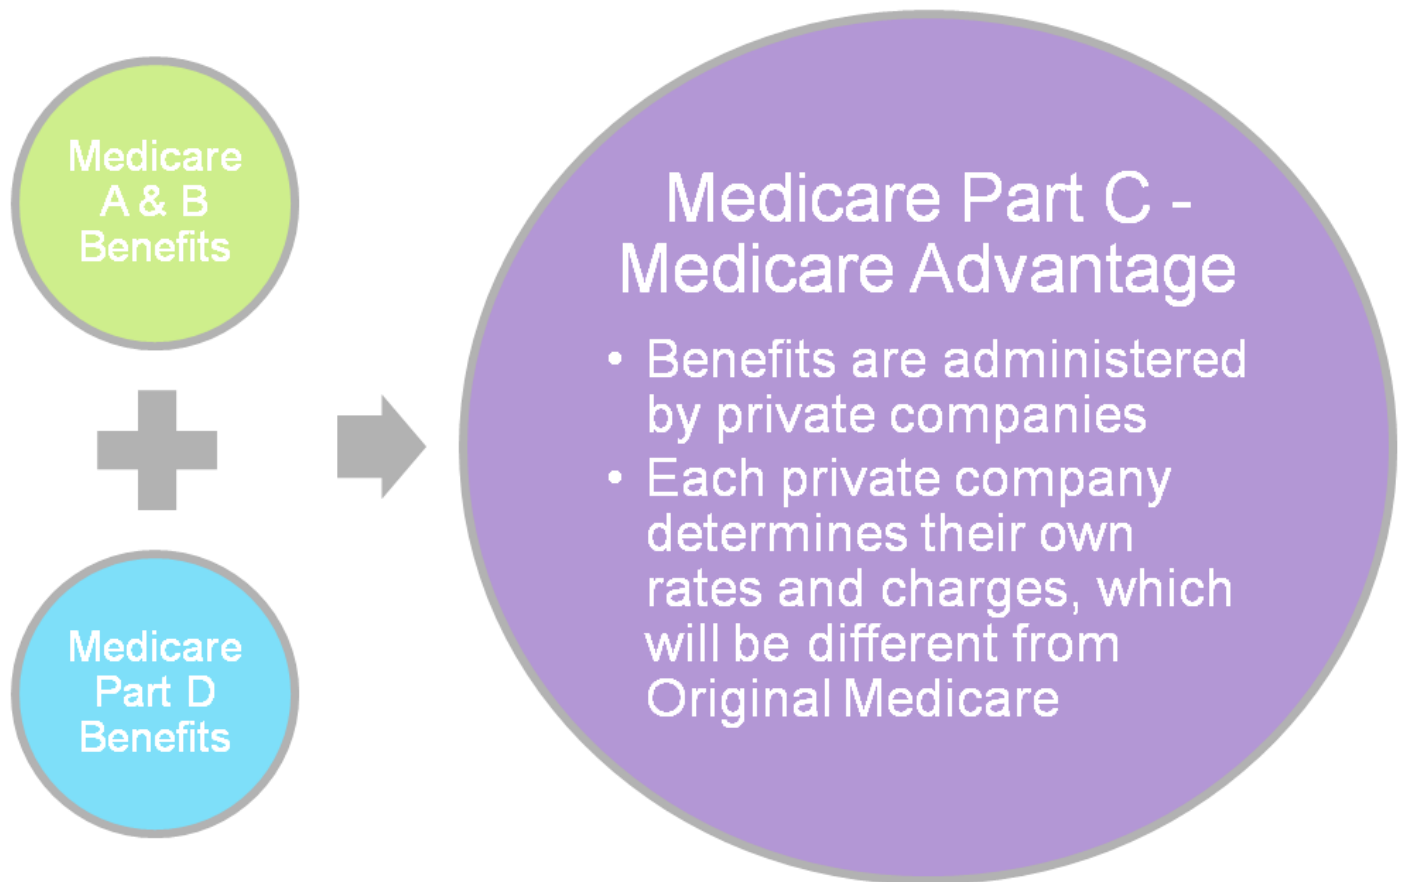 Medicare
A & B
Benefits
Medicare
Part D
Benefits
Medicare Part C -
Medicare Advantage
• Benefits are administered
by private companies
• Each private company
determines their own
rates and charges, which
will be different from
Original Medicare